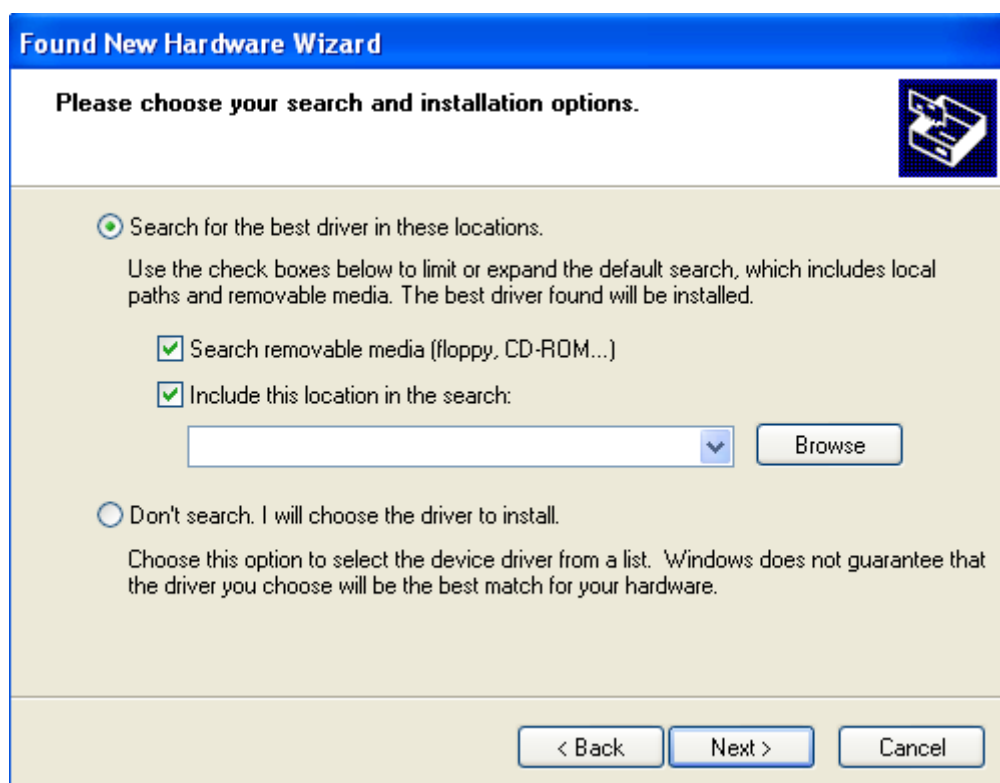 Found New Hardware Wizard
Please choose your search and installation options.
Search for the best driver in these locations.
Use the check boxes below to limit or expand the default search, which includes local
paths and removable media. The best driver found will be installed.
Search removable media (floppy, CD-ROM...)
Include this location in the search:
Browse
Don't search. I will choose the driver to install.
Choose this option to select the device driver from a list.  Windows does not guarantee that
the driver you choose will be the best match for your hardware.
< Back Next > Cancel